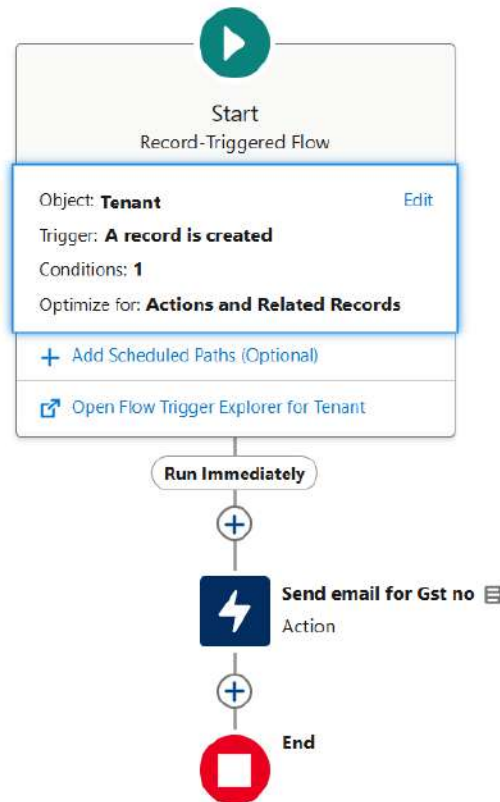 Start
Record-Triggered Flow
Object: Tenant Edit
Trigger: A record is created
Conditions: 1
Optimize for: Actions and Related Records
+ Add Scheduled Paths (Optional)
Open Flow Trigger Explorer for Tenant
Run Immediately
Send email for Gst no
Action
End